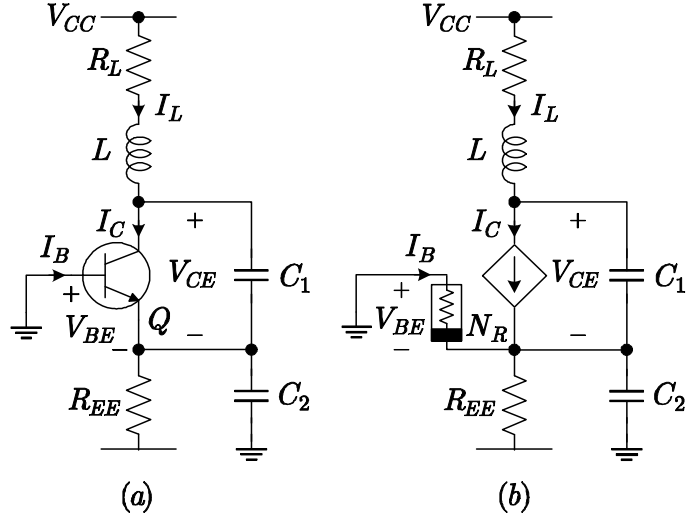 V_CC V_CC
R_L R_L
I_L I_L
L L
I_C + I_C +
I_B I_B
+ V_CE C_1 + V_CE C_1
V_BE Q − V_BE N_R −
− −
R_EE C_2 R_EE C_2
(a) (b)